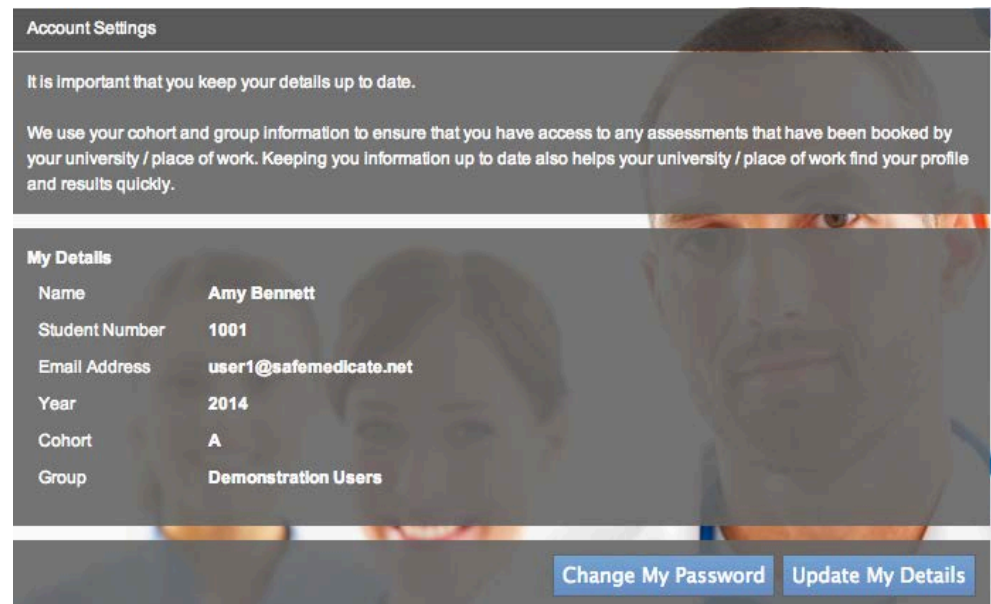 Account Settings
It is important that you keep your details up to date.
We use your cohort and group information to ensure that you have access to any assessments that have been booked by
your university / place of work. Keeping you information up to date also helps your university / place of work find your profile
and results quickly.
My Details
Name Amy Bennett
Student Number 1001
Email Address user1@safemedicate.net
Year 2014
Cohort A
Group Demonstration Users
Change My Password Update My Details